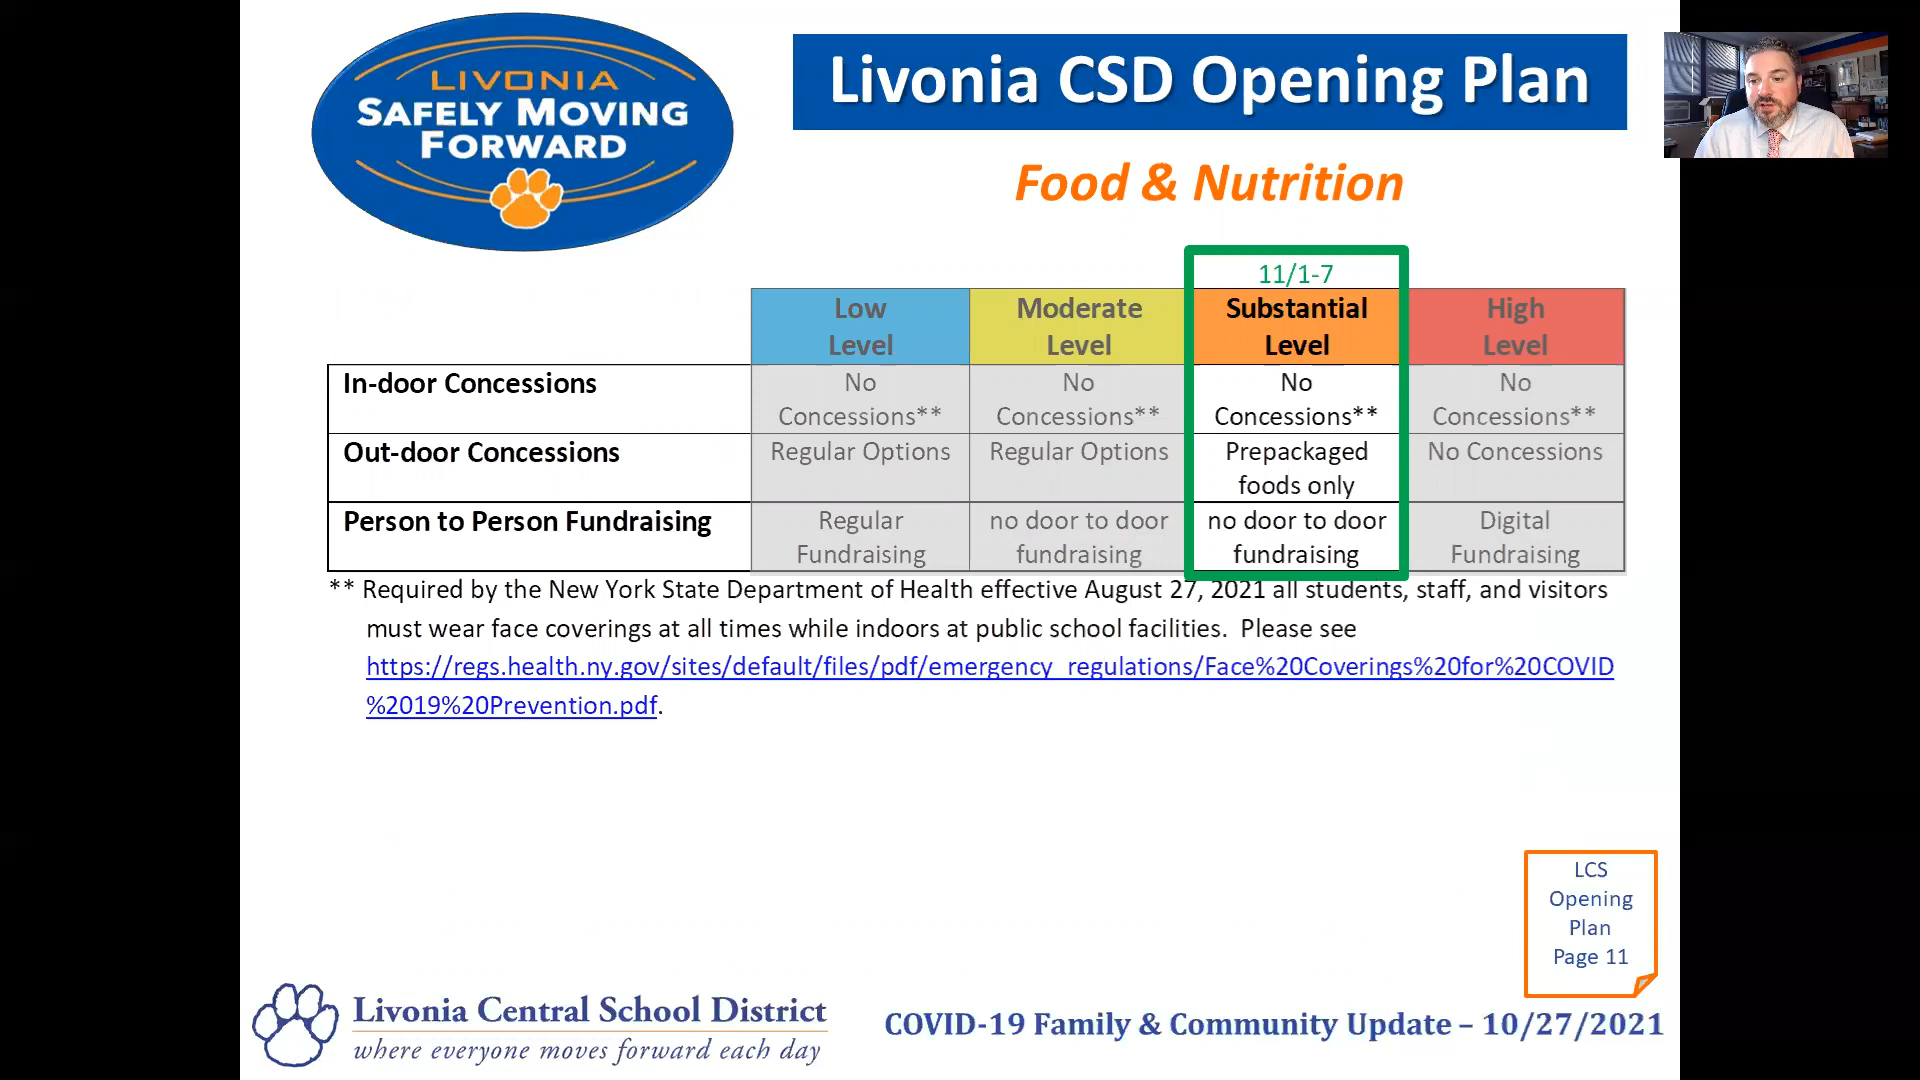 LIVONIA
SAFELY MOVING
FORWARD
Livonia CSD Opening Plan
Food & Nutrition
11/1-7
Low Level
Moderate Level
Substantial Level
High Level
In-door Concessions
No Concessions**
No Concessions**
No Concessions**
No Concessions**
Out-door Concessions
Regular Options
Regular Options
Prepackaged foods only
No Concessions
Person to Person Fundraising
Regular Fundraising
no door to door fundraising
no door to door fundraising
Digital Fundraising
** Required by the New York State Department of Health effective August 27, 2021 all students, staff, and visitors
must wear face coverings at all times while indoors at public school facilities. Please see
https://regs.health.ny.gov/sites/default/files/pdf/emergency_regulations/Face%20Coverings%20for%20COVID
%2019%20Prevention.pdf.
LCS
Opening
Plan
Page 11
Livonia Central School District
where everyone moves forward each day
COVID-19 Family & Community Update – 10/27/2021